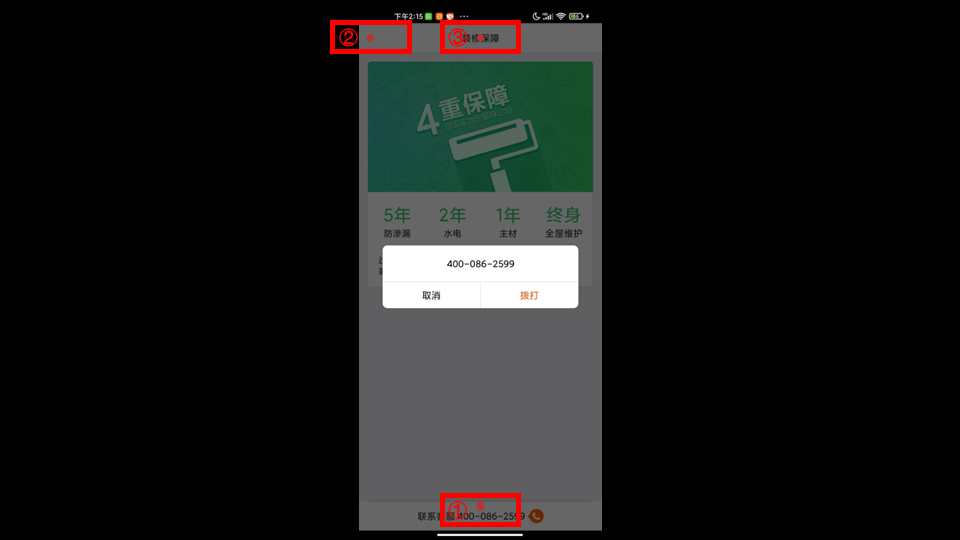 下午2:15
②
③ 装修保障
4重保障
5年 2年 1年 终身
防渗漏 水电 主材 全屋维护
400-086-2599
取消 拨打
①
联系客服 400-086-2599